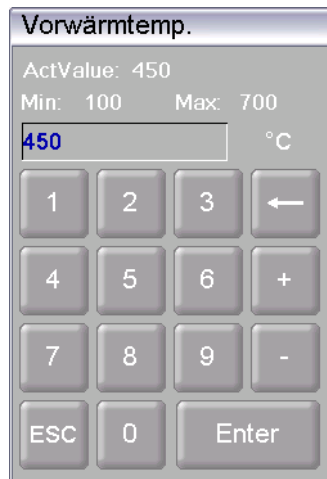 Vorwärmtemp.
ActValue: 450
Min: 100 Max: 700
450 °C
1 2 3 ←
4 5 6 +
7 8 9 -
ESC 0 Enter